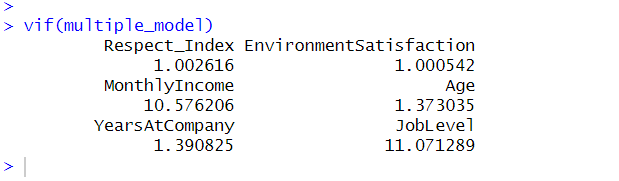 >
> vif(multiple_model)
Respect_Index EnvironmentSatisfaction
1.002616 1.000542
MonthlyIncome Age
10.576206 1.373035
YearsAtCompany JobLevel
1.390825 11.071289
>